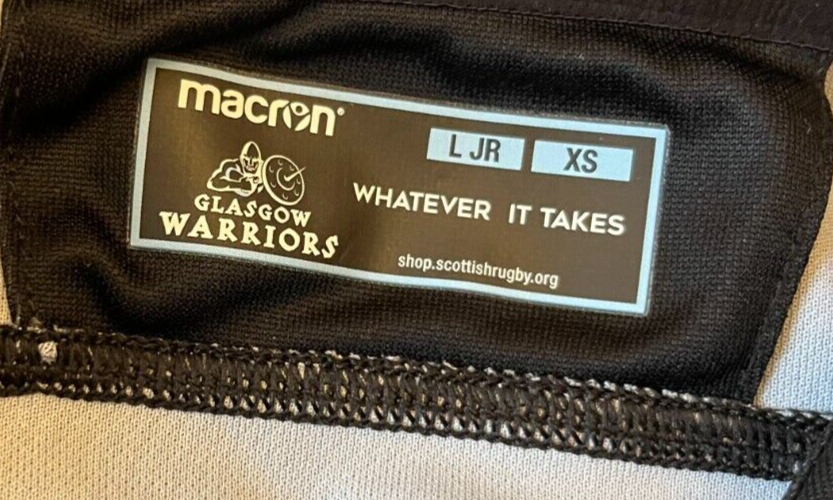 macron
L JR XS
GLASGOW
WARRIORS
WHATEVER IT TAKES
shop.scottishrugby.org